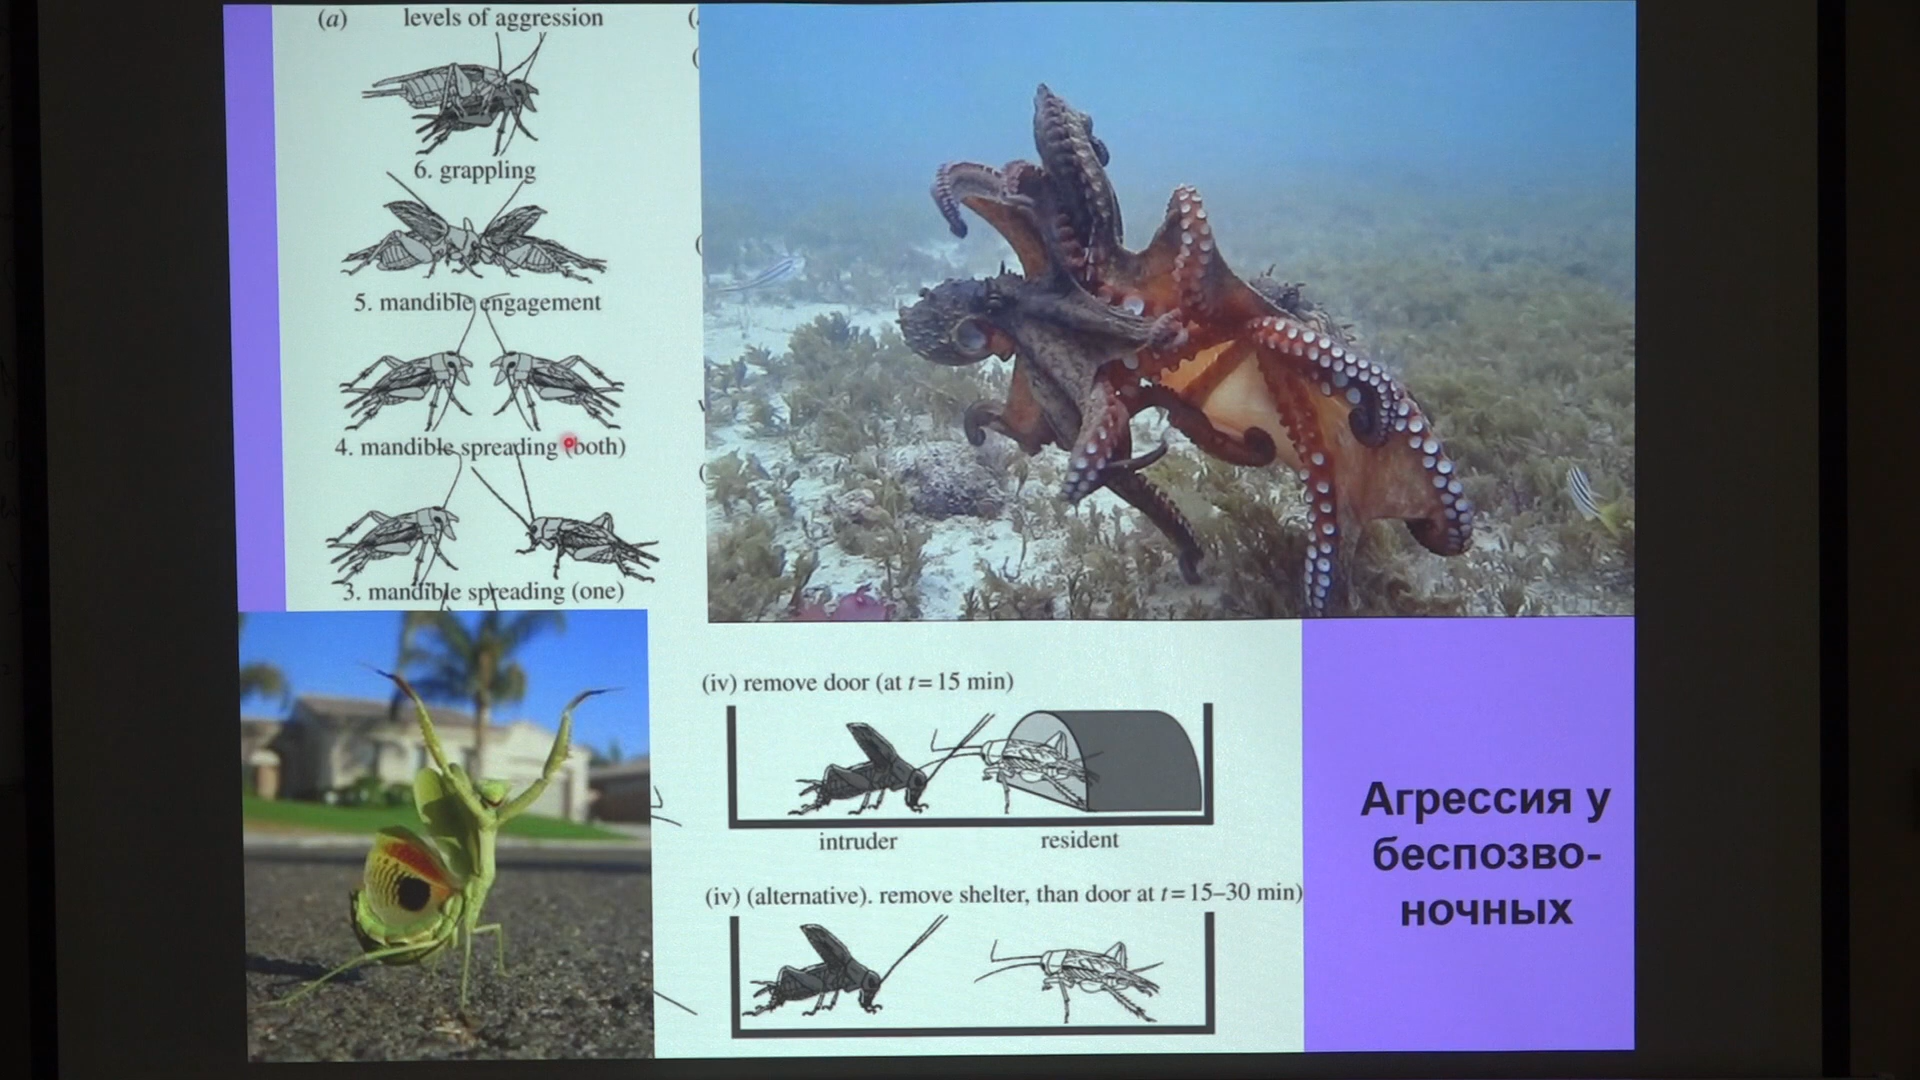 (a) levels of aggression
6. grappling
5. mandible engagement
4. mandible spreading (both)
3. mandible spreading (one)
(iv) remove door (at t = 15 min)
intruder resident
(iv) (alternative). remove shelter, than door at t = 15–30 min)
Агрессия у
беспозво-
ночных